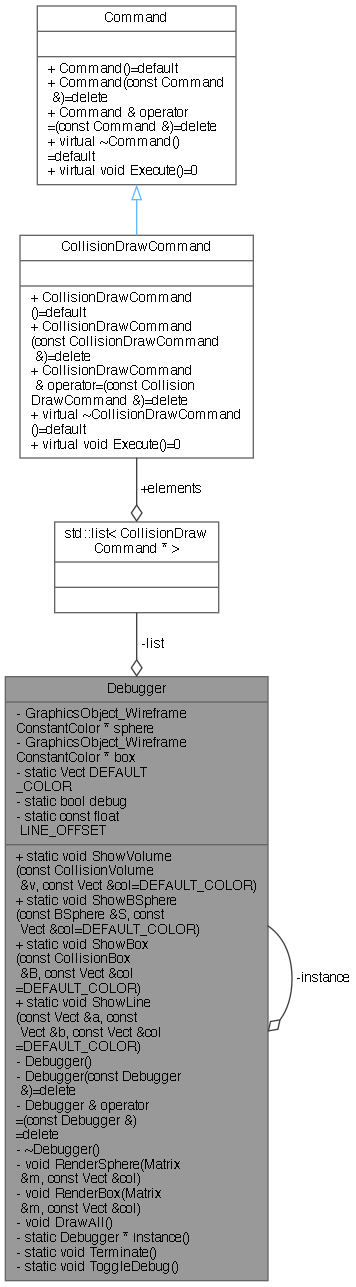 Command
+ Command()=default
+ Command(const Command
&)=delete
+ Command & operator
=(const Command &)=delete
+ virtual ~Command()
=default
+ virtual void Execute()=0
CollisionDrawCommand
+ CollisionDrawCommand
()=default
+ CollisionDrawCommand
(const CollisionDrawCommand
&)=delete
+ CollisionDrawCommand
& operator=(const Collision
DrawCommand &)=delete
+ virtual ~CollisionDrawCommand
()=default
+ virtual void Execute()=0
+elements
std::list< CollisionDraw
Command * >
-list
Debugger
- GraphicsObject_Wireframe
ConstantColor * sphere
- GraphicsObject_Wireframe
ConstantColor * box
- static Vect DEFAULT
_COLOR
- static bool debug
- static const float
LINE_OFFSET
+ static void ShowVolume
(const CollisionVolume
&v, const Vect &col=DEFAULT_COLOR)
+ static void ShowBSphere
(const BSphere &S, const
Vect &col=DEFAULT_COLOR)
+ static void ShowBox
(const CollisionBox
&B, const Vect &col
=DEFAULT_COLOR)
+ static void ShowLine
(const Vect &a, const
Vect &b, const Vect &col
=DEFAULT_COLOR)
- Debugger()
- Debugger(const Debugger
&)=delete
- Debugger & operator
=(const Debugger &)
=delete
- ~Debugger()
- void RenderSphere(Matrix
&m, const Vect &col)
- void RenderBox(Matrix
&m, const Vect &col)
- void DrawAll()
- static Debugger * Instance()
- static void Terminate()
- static void ToggleDebug()
-instance